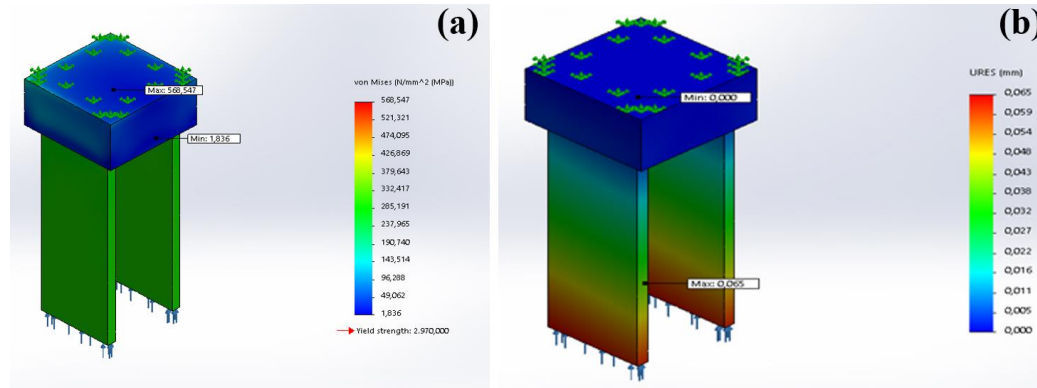 (a)
von Mises (N/mm^2 (MPa))
Max: 568,547
568,547
521,321
474,095
Min: 1,836
426,869
379,643
332,417
285,191
237,965
190,740
143,514
96,288
49,062
1,836
Yield strength: 2.970,000
(b)
URES (mm)
Min: 0,000
0,065
0,059
0,054
0,048
0,043
0,038
0,032
0,027
0,022
0,016
0,011
0,005
0,000
Max: 0,065